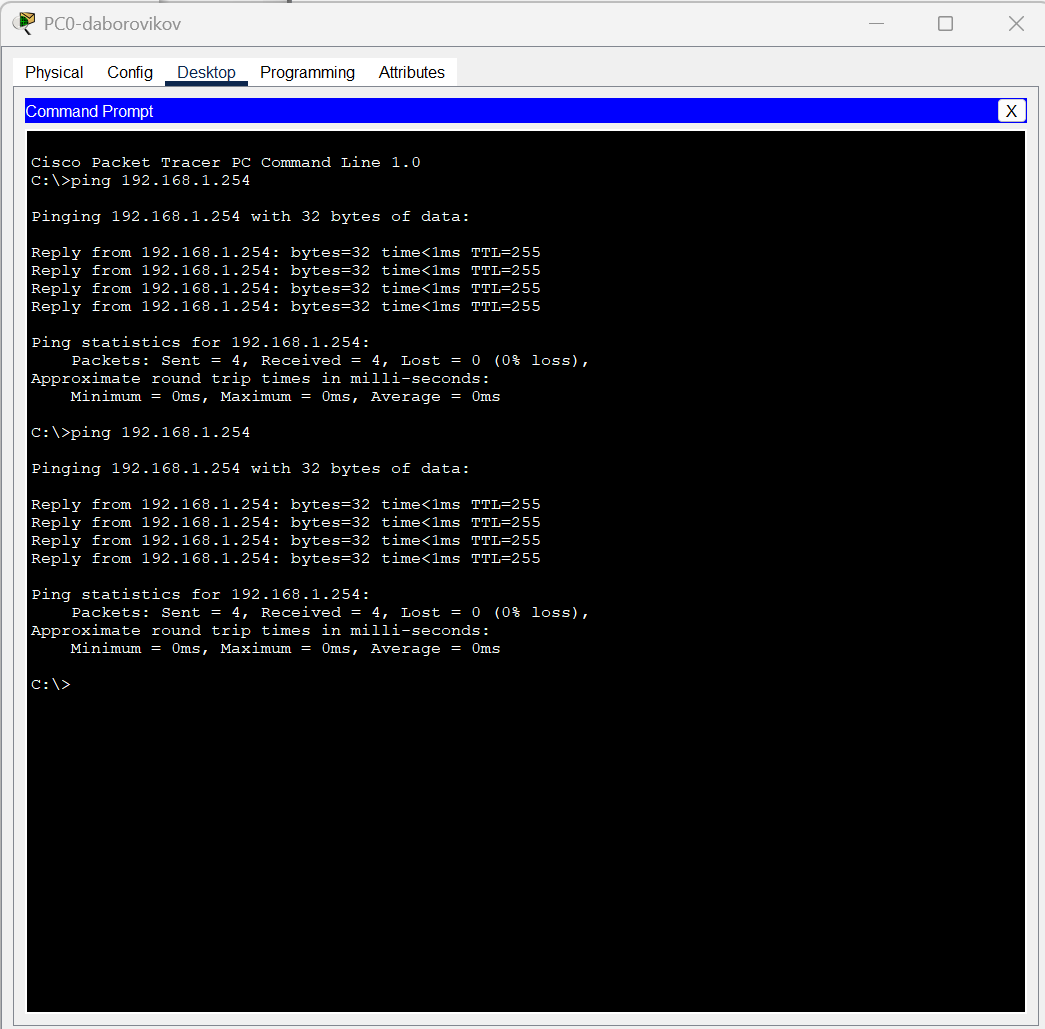 PC0-daborovikov
Physical Config Desktop Programming Attributes
Command Prompt X
Cisco Packet Tracer PC Command Line 1.0
C:\>ping 192.168.1.254
Pinging 192.168.1.254 with 32 bytes of data:
Reply from 192.168.1.254: bytes=32 time<1ms TTL=255
Reply from 192.168.1.254: bytes=32 time<1ms TTL=255
Reply from 192.168.1.254: bytes=32 time<1ms TTL=255
Reply from 192.168.1.254: bytes=32 time<1ms TTL=255
Ping statistics for 192.168.1.254:
Packets: Sent = 4, Received = 4, Lost = 0 (0% loss),
Approximate round trip times in milli-seconds:
Minimum = 0ms, Maximum = 0ms, Average = 0ms
C:\>ping 192.168.1.254
Pinging 192.168.1.254 with 32 bytes of data:
Reply from 192.168.1.254: bytes=32 time<1ms TTL=255
Reply from 192.168.1.254: bytes=32 time<1ms TTL=255
Reply from 192.168.1.254: bytes=32 time<1ms TTL=255
Reply from 192.168.1.254: bytes=32 time<1ms TTL=255
Ping statistics for 192.168.1.254:
Packets: Sent = 4, Received = 4, Lost = 0 (0% loss),
Approximate round trip times in milli-seconds:
Minimum = 0ms, Maximum = 0ms, Average = 0ms
C:\>